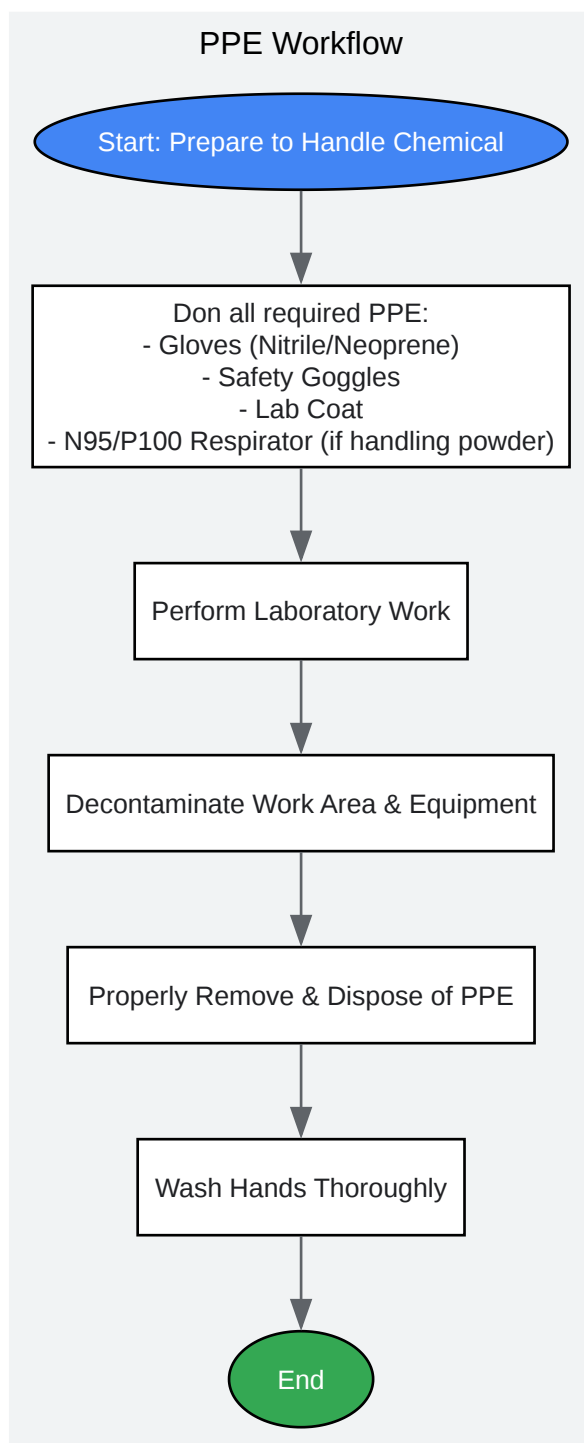 PPE Workflow
Start: Prepare to Handle Chemical
Don all required PPE:
- Gloves (Nitrile/Neoprene)
- Safety Goggles
- Lab Coat
- N95/P100 Respirator (if handling powder)
Perform Laboratory Work
Decontaminate Work Area & Equipment
Properly Remove & Dispose of PPE
Wash Hands Thoroughly
End